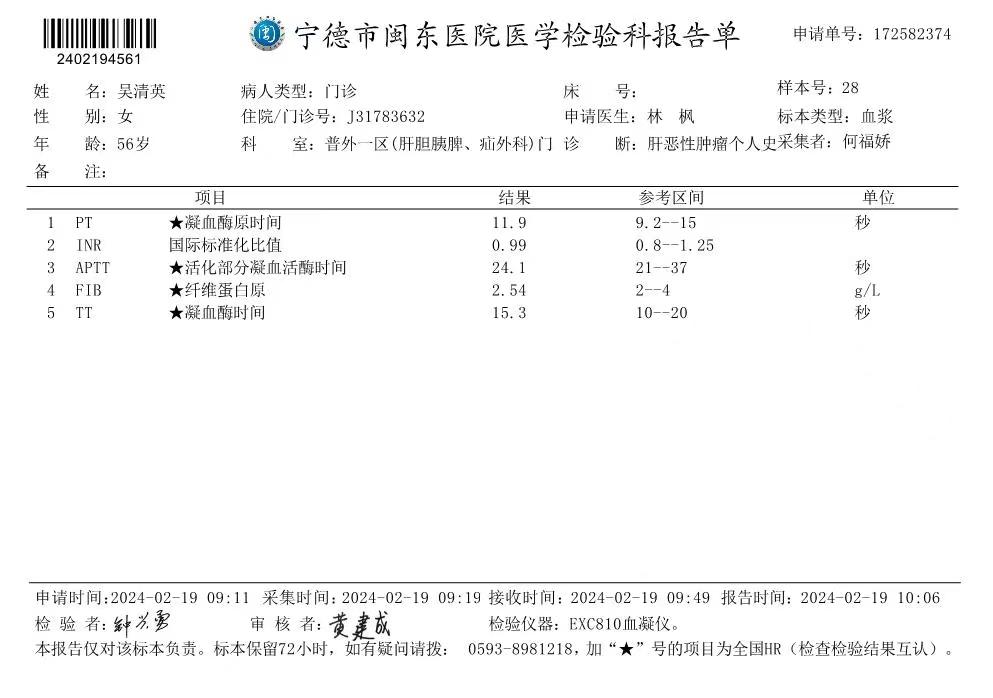 2402194561
宁德市闽东医院医学检验科报告单
申请单号: 172582374
姓 名: 吴清英 病人类型: 门诊 床 号: 样本号: 28
性 别: 女 住院/门诊号: J31783632 申请医生: 林 枫 标本类型: 血浆
年 龄: 56岁 科 室: 普外一区(肝胆胰脾、疝外科)门 诊 断: 肝恶性肿瘤个人史 采集者: 何福娇
备 注:
项目 结果 参考区间 单位
1 PT ★凝血酶原时间 11.9 9.2--15 秒
2 INR 国际标准化比值 0.99 0.8--1.25
3 APTT ★活化部分凝血活酶时间 24.1 21--37 秒
4 FIB ★纤维蛋白原 2.54 2--4 g/L
5 TT ★凝血酶时间 15.3 10--20 秒
申请时间: 2024-02-19 09:11 采集时间: 2024-02-19 09:19 接收时间: 2024-02-19 09:49 报告时间: 2024-02-19 10:06
检 验 者: 审 核 者: 黄建成 检验仪器: EXC810血凝仪。
本报告仅对该标本负责。标本保留72小时, 如有疑问请拨: 0593-8981218, 加“★”号的项目为全国HR (检查检验结果互认) 。